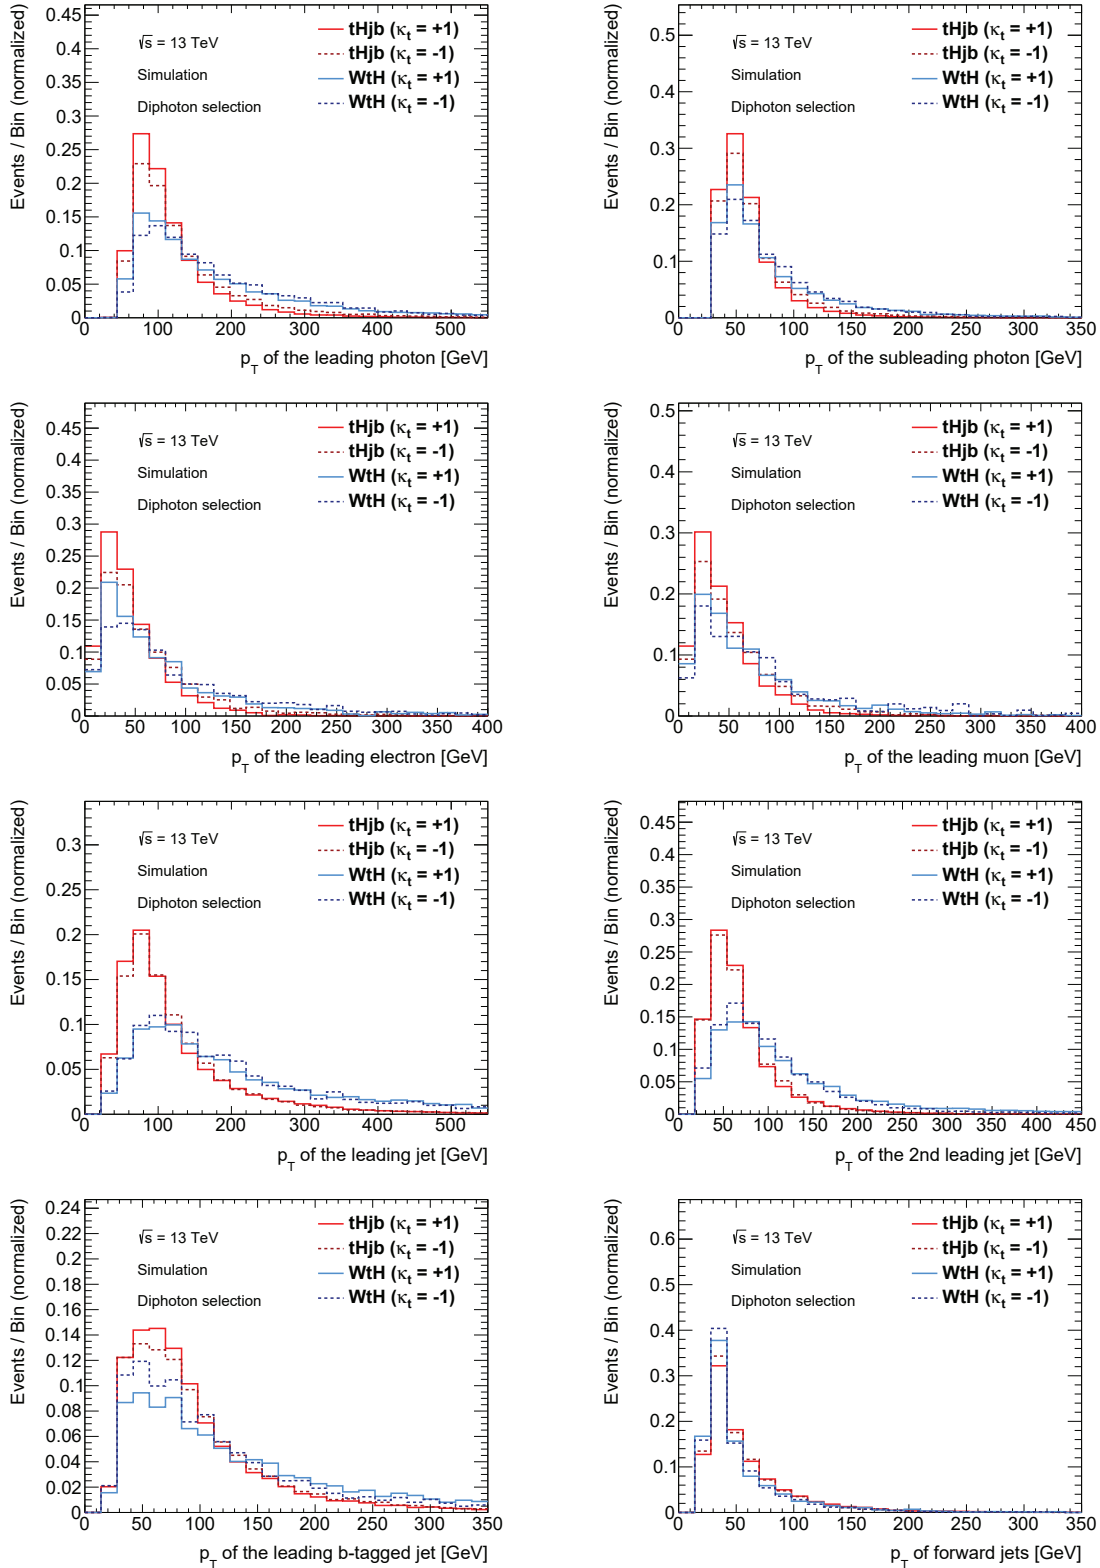 Events / Bin (normalized)
0.45
0.4
0.35
0.3
0.25
0.2
0.15
0.1
0.05
0
√s = 13 TeV
Simulation
Diphoton selection
tHjb (κt = +1)
tHjb (κt = -1)
WtH (κt = +1)
WtH (κt = -1)
0 100 200 300 400 500
pT of the leading photon [GeV]
Events / Bin (normalized)
0.5
0.4
0.3
0.2
0.1
0
√s = 13 TeV
Simulation
Diphoton selection
tHjb (κt = +1)
tHjb (κt = -1)
WtH (κt = +1)
WtH (κt = -1)
0 50 100 150 200 250 300 350
pT of the subleading photon [GeV]
Events / Bin (normalized)
0.45
0.4
0.35
0.3
0.25
0.2
0.15
0.1
0.05
0
√s = 13 TeV
Simulation
Diphoton selection
tHjb (κt = +1)
tHjb (κt = -1)
WtH (κt = +1)
WtH (κt = -1)
0 50 100 150 200 250 300 350 400
pT of the leading electron [GeV]
Events / Bin (normalized)
0.5
0.4
0.3
0.2
0.1
0
√s = 13 TeV
Simulation
Diphoton selection
tHjb (κt = +1)
tHjb (κt = -1)
WtH (κt = +1)
WtH (κt = -1)
0 50 100 150 200 250 300 350 400
pT of the leading muon [GeV]
Events / Bin (normalized)
0.3
0.25
0.2
0.15
0.1
0.05
0
√s = 13 TeV
Simulation
Diphoton selection
tHjb (κt = +1)
tHjb (κt = -1)
WtH (κt = +1)
WtH (κt = -1)
0 100 200 300 400 500
pT of the leading jet [GeV]
Events / Bin (normalized)
0.45
0.4
0.35
0.3
0.25
0.2
0.15
0.1
0.05
0
√s = 13 TeV
Simulation
Diphoton selection
tHjb (κt = +1)
tHjb (κt = -1)
WtH (κt = +1)
WtH (κt = -1)
0 50 100 150 200 250 300 350 400 450
pT of the 2nd leading jet [GeV]
Events / Bin (normalized)
0.24
0.22
0.2
0.18
0.16
0.14
0.12
0.1
0.08
0.06
0.04
0.02
0
√s = 13 TeV
Simulation
Diphoton selection
tHjb (κt = +1)
tHjb (κt = -1)
WtH (κt = +1)
WtH (κt = -1)
0 50 100 150 200 250 300 350
pT of the leading b-tagged jet [GeV]
Events / Bin (normalized)
0.6
0.5
0.4
0.3
0.2
0.1
0
√s = 13 TeV
Simulation
Diphoton selection
tHjb (κt = +1)
tHjb (κt = -1)
WtH (κt = +1)
WtH (κt = -1)
0 50 100 150 200 250 300 350
pT of forward jets [GeV]